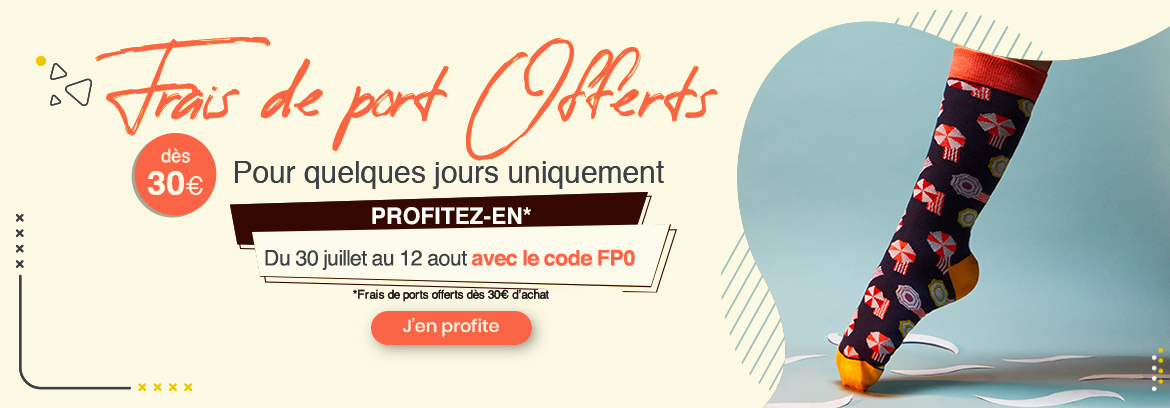 Frais de port Offerts
dès
30€
Pour quelques jours uniquement
PROFITEZ-EN*
Du 30 juillet au 12 aout avec le code FP0
*Frais de ports offerts dès 30€ d'achat
J'en profite